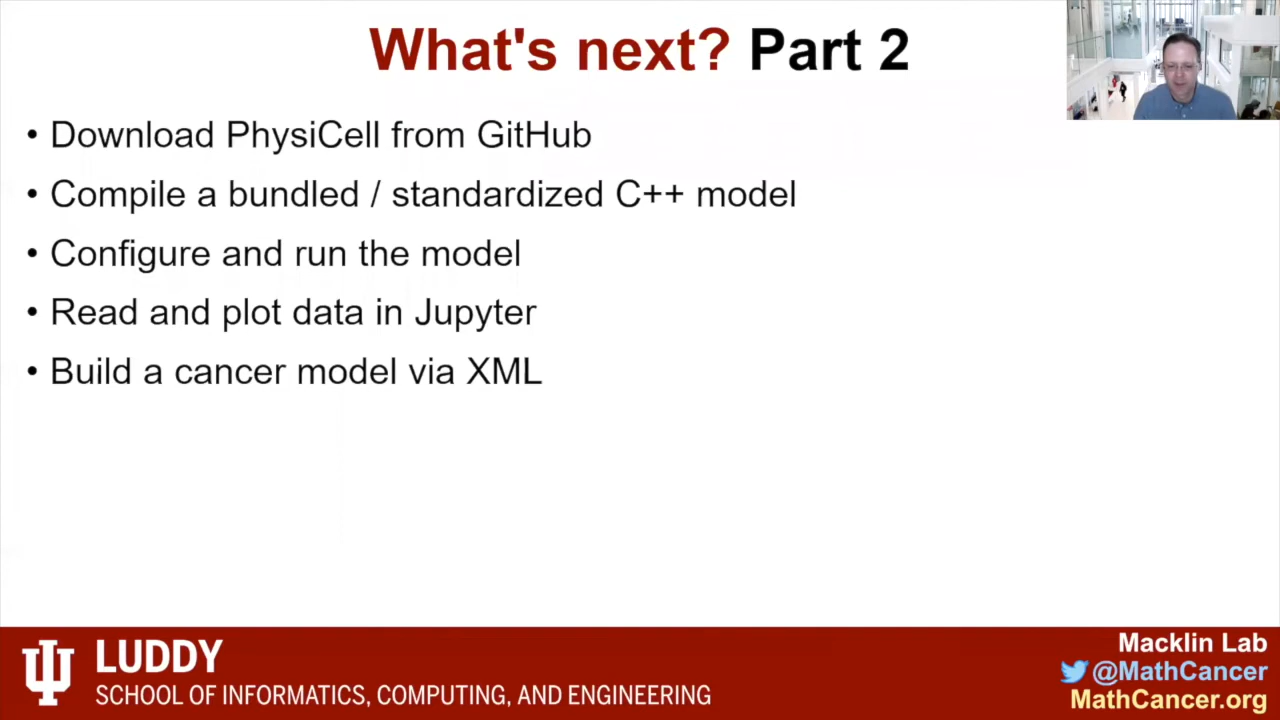 What's next? Part 2
• Download PhysiCell from GitHub
• Compile a bundled / standardized C++ model
• Configure and run the model
• Read and plot data in Jupyter
• Build a cancer model via XML
LUDDY
SCHOOL OF INFORMATICS, COMPUTING, AND ENGINEERING
Macklin Lab
@MathCancer
MathCancer.org